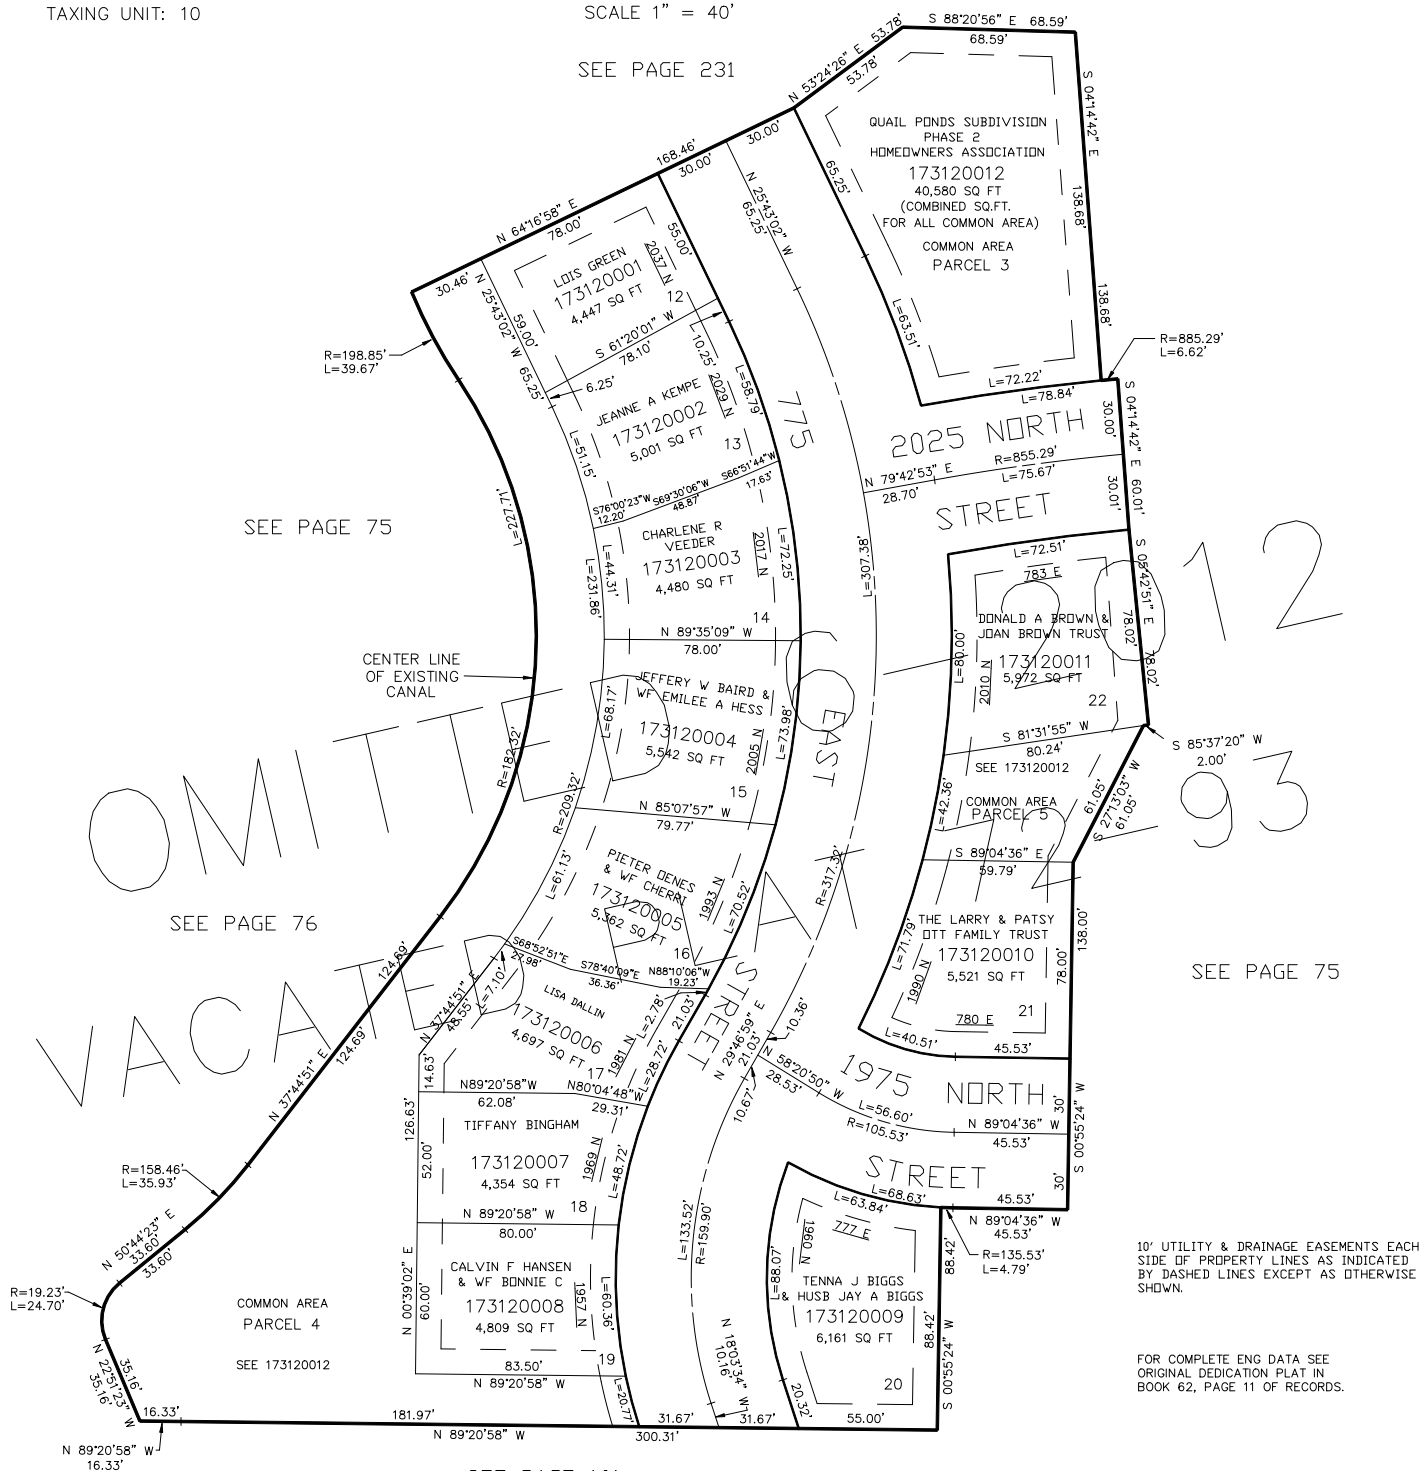 TAXING UNIT: 10
SCALE 1" = 40'
SEE PAGE 231
S 88°20'56" E 68.59'
68.59'
N 53°24'26" E 53.78'
53.78'
S 04°14'42" E
138.68'
138.68'
QUAIL PONDS SUBDIVISION
PHASE 2
HOMEOWNERS ASSOCIATION
173120012
40,580 SQ FT
(COMBINED SQ.FT.
FOR ALL COMMON AREA)
COMMON AREA
PARCEL 3
168.46'
30.00'
30.00'
N 64°16'58" E
78.00'
30.46'
65.25'
N 25°43'02" W
65.25'
L=63.51'
L=72.22'
L=78.84'
R=885.29'
L=6.62'
55.00'
2037 N
LOIS GREEN
173120001
4,447 SQ FT
12
N 25°43'02" W 65.25'
59.00'
S 61°20'01" W
78.10'
R=198.85'
L=39.67'
6.25'
10.25'
2029 N
JEANNE A KEMPE
173120002
5,001 SQ FT
13
L=58.79'
L=51.15'
775
EAST
STREET
2025 NORTH
STREET
30.00'
S 04°14'42" E 60.01'
30.01'
R=855.29'
L=75.67'
N 79°42'53" E
28.70'
S76°00'23"W
12.20'
S69°30'06"W
48.87'
S66°51'44"W
17.63'
L=227.71'
SEE PAGE 75
CHARLENE R
VEEDER
173120003
4,480 SQ FT
2017 N
14
L=72.25'
L=44.31'
L=231.86'
L=307.38'
N 89°35'09" W
78.00'
L=72.51'
783 E
S 05°42'51" E
78.02'
78.02'
DONALD A BROWN &
JOAN BROWN TRUST
173120011
5,972 SQ FT
2010 N
22
L=80.00'
CENTER LINE
OF EXISTING
CANAL
JEFFERY W BAIRD &
WF EMILEE A HESS
173120004
5,542 SQ FT
2005 N
15
L=68.17'
L=73.98'
R=182.32'
R=209.32'
S 81°31'55" W
80.24'
SEE 173120012
COMMON AREA
PARCEL 5
S 85°37'20" W
2.00'
61.05'
S 27°13'03" W
61.05'
L=42.36'
N 85°07'57" W
79.77'
S 89°04'36" E
59.79'
OMITTED
VACATED
2012
293
PIETER DENES
& WF CHERRI
173120005
5,362 SQ FT
1993 N
16
L=61.13'
L=70.52'
R=317.32'
SEE PAGE 76
THE LARRY & PATSY
OTT FAMILY TRUST
173120010
5,521 SQ FT
1990 N
780 E
21
L=71.79'
138.00'
78.00'
SEE PAGE 75
L=40.51'
45.53'
S68°52'51"E
27.98'
S78°40'09"E
36.36'
N88°10'06"W
19.23'
124.69'
N 37°44'51" E
124.69'
N 37°44'51" E
48.55'
L=7.10'
LISA DALLIN
173120006
4,697 SQ FT
1981 N
17
L=2.78'
21.03'
L=28.72'
N 29°46'59" E
21.03'
10.36'
10.67'
N 58°20'50" W
28.53'
1975 NORTH
STREET
L=56.60'
R=105.53'
N 89°04'36" W
45.53'
30'
30'
S 00°55'24" W
14.63'
126.63'
N89°20'58"W
62.08'
N80°04'48"W
29.31'
TIFFANY BINGHAM
173120007
4,354 SQ FT
1969 N
18
52.00'
L=48.72'
R=158.46'
L=35.93'
N 89°20'58" W
80.00'
L=133.52'
R=159.90'
L=68.63'
L=63.84'
45.53'
N 89°04'36" W
45.53'
R=135.53'
L=4.79'
N 50°44'23" E
33.60'
33.60'
R=19.23'
L=24.70'
CALVIN F HANSEN
& WF BONNIE C
173120008
4,809 SQ FT
1957 N
19
N 00°39'02" E
60.00'
L=60.36'
83.50'
N 89°20'58" W
777 E
1960 N
TENNA J BIGGS
& HUSB JAY A BIGGS
173120009
6,161 SQ FT
20
L=88.07'
88.42'
88.42'
S 00°55'24" W
COMMON AREA
PARCEL 4
SEE 173120012
35.16'
N 22°51'23" W
35.16'
L=20.77'
N 18°03'34" W
10.16'
20.32'
16.33'
181.97'
31.67'
31.67'
55.00'
N 89°20'58" W
300.31'
N 89°20'58" W
16.33'
10' UTILITY & DRAINAGE EASEMENTS EACH
SIDE OF PROPERTY LINES AS INDICATED
BY DASHED LINES EXCEPT AS OTHERWISE
SHOWN.
FOR COMPLETE ENG DATA SEE
ORIGINAL DEDICATION PLAT IN
BOOK 62, PAGE 11 OF RECORDS.